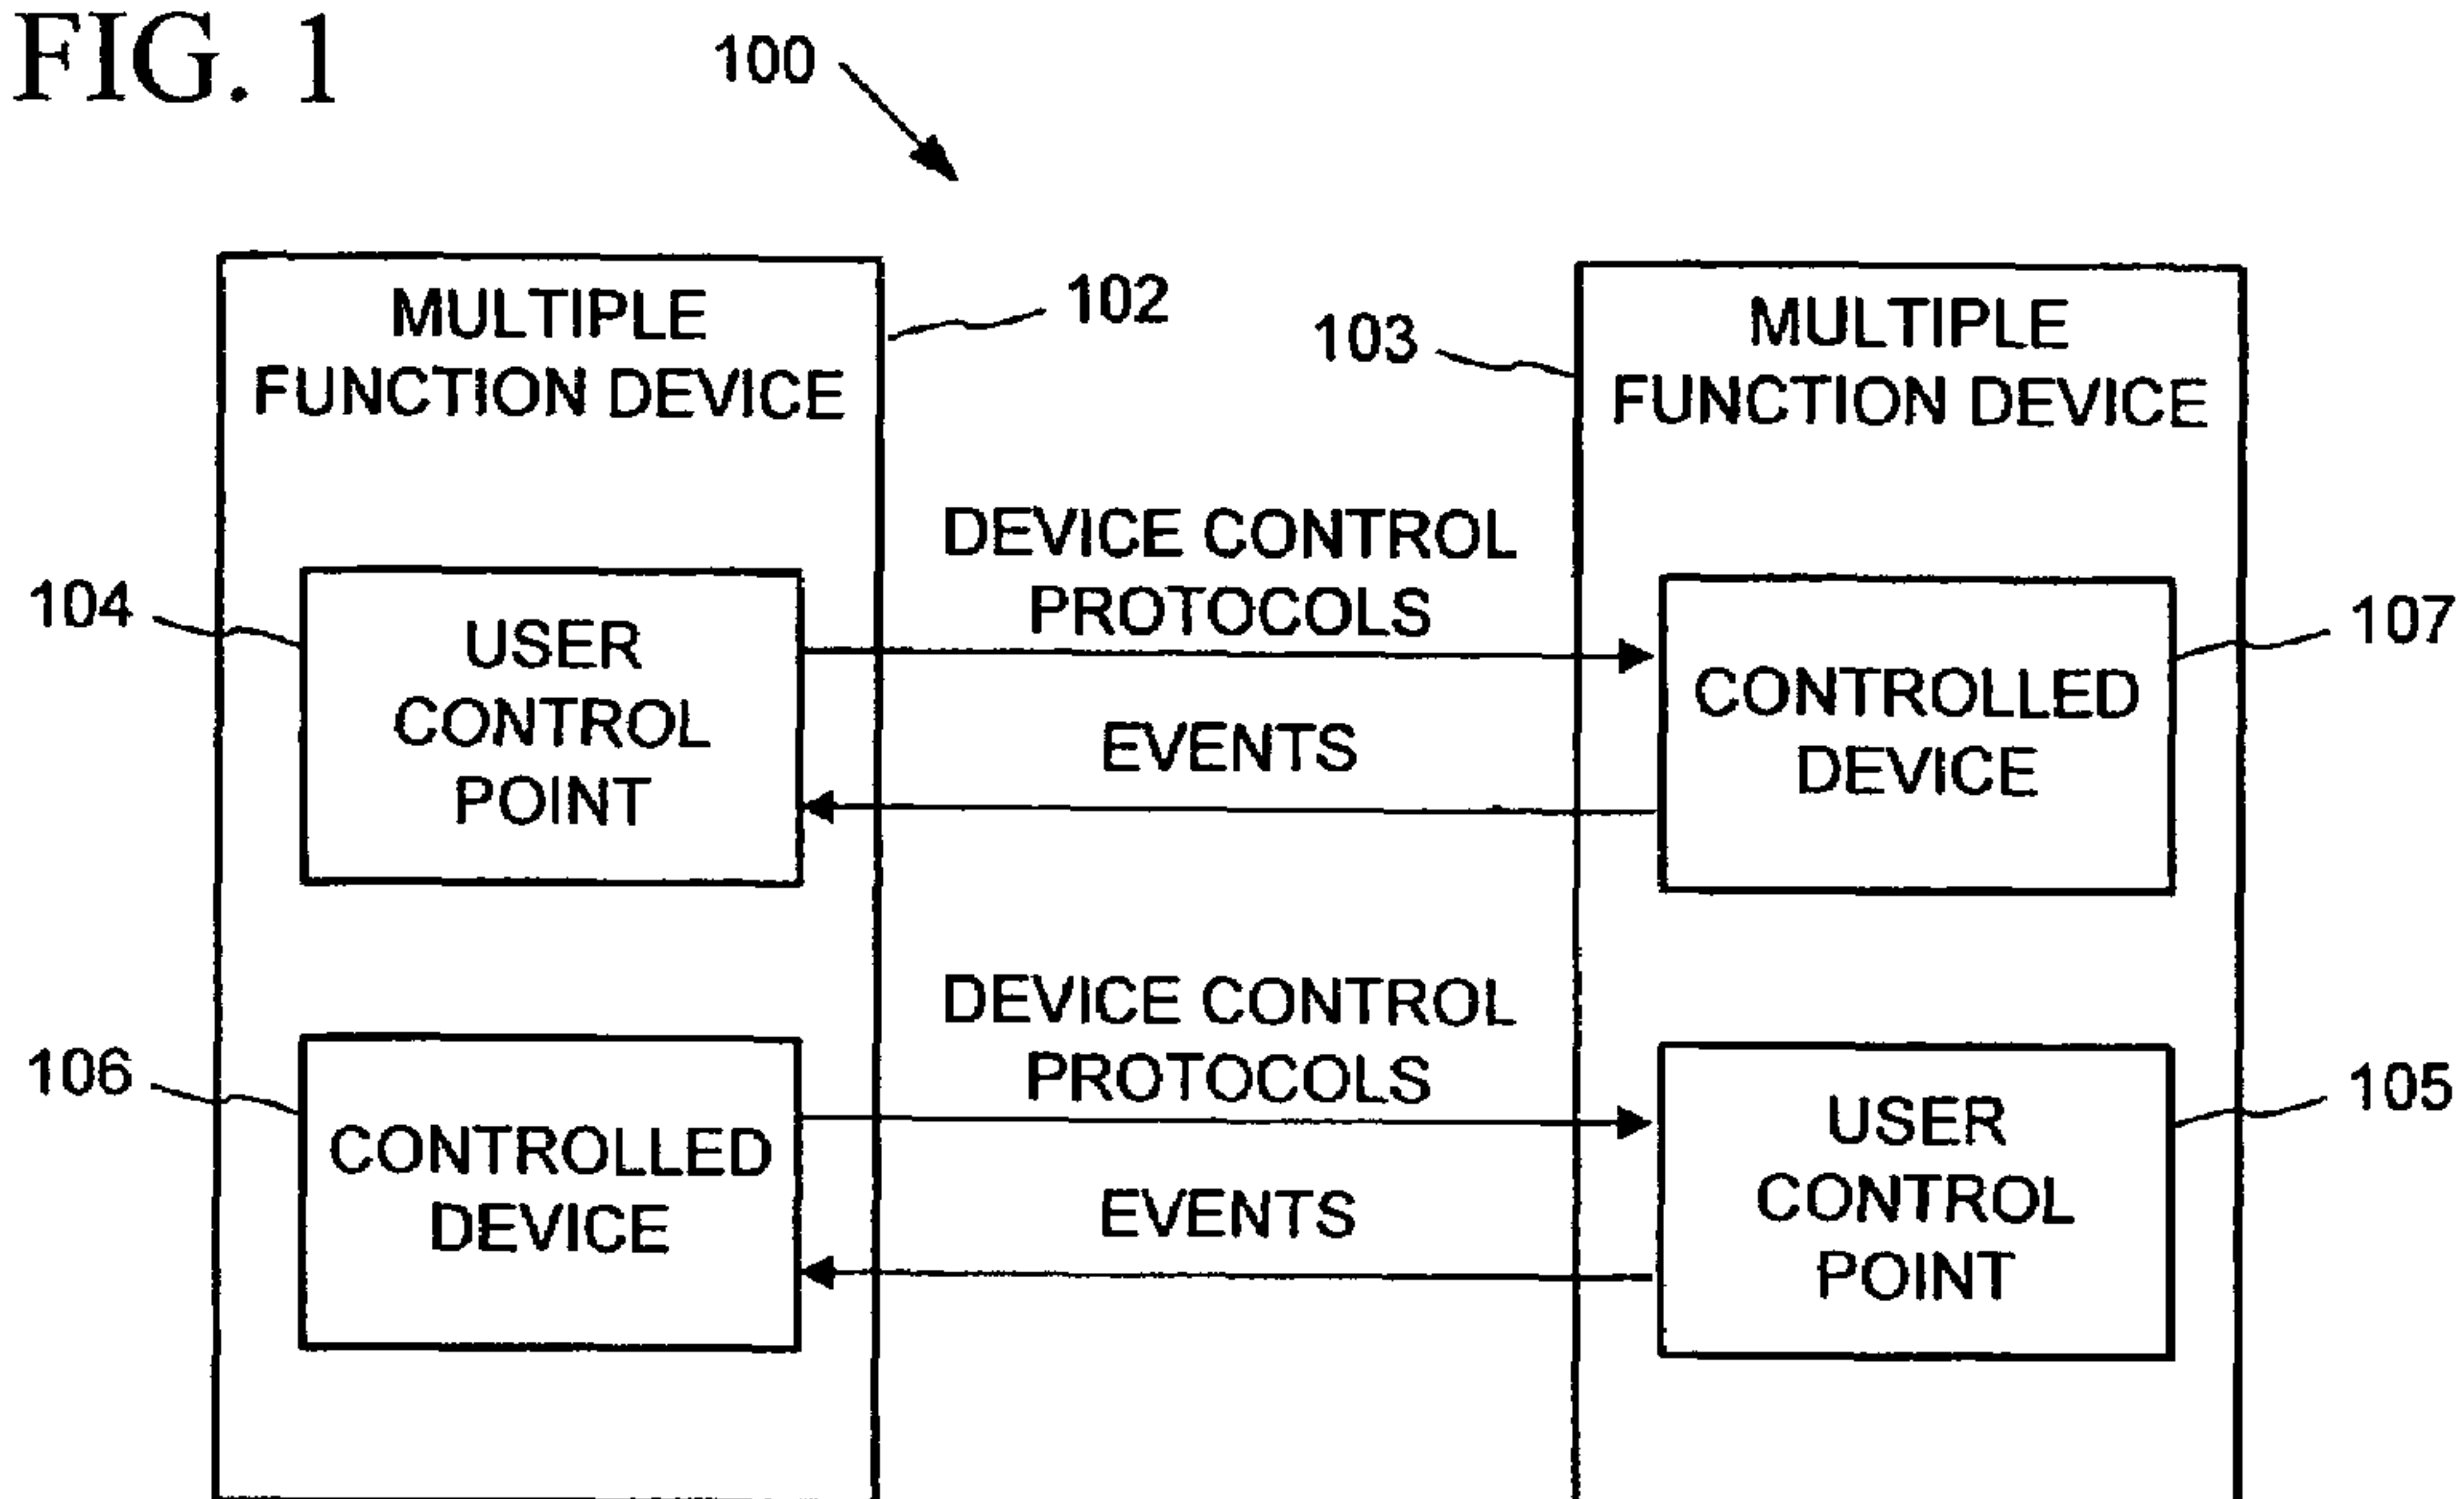 FIG. 1
100
MULTIPLE
FUNCTION DEVICE
102
103
MULTIPLE
FUNCTION DEVICE
DEVICE CONTROL
PROTOCOLS
104
USER
CONTROL
POINT
EVENTS
CONTROLLED
DEVICE
107
DEVICE CONTROL
PROTOCOLS
106
CONTROLLED
DEVICE
EVENTS
USER
CONTROL
POINT
105